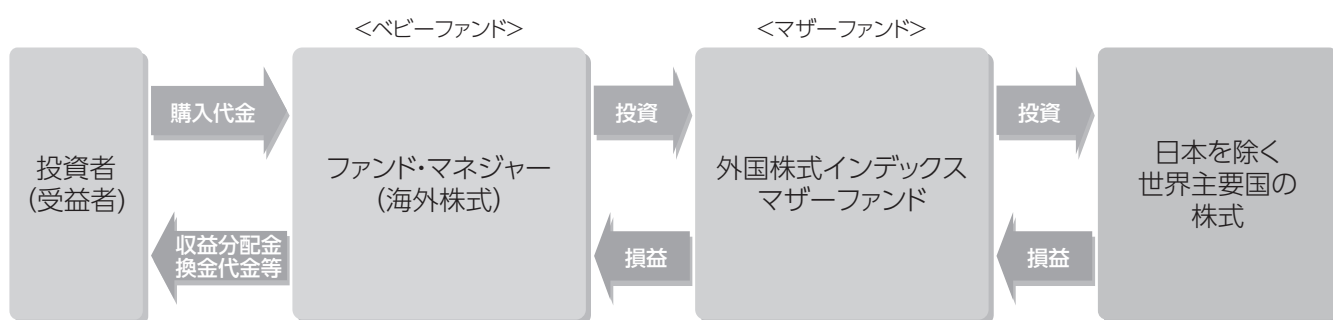 <ベビーファンド>
<マザーファンド>
投資者
(受益者)
購入代金
収益分配金
換金代金等
ファンド・マネジャー
(海外株式)
投資
損益
外国株式インデックス
マザーファンド
投資
損益
日本を除く
世界主要国の
株式